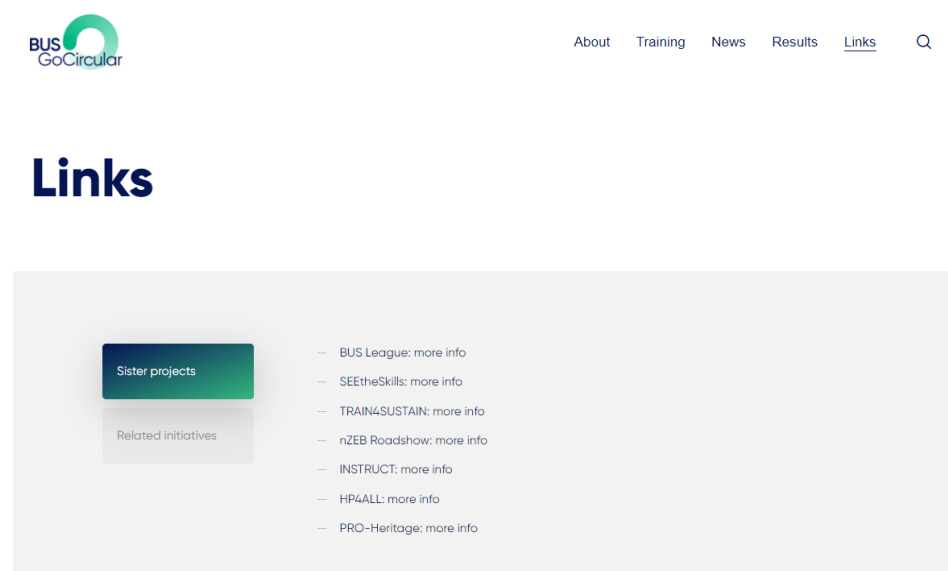 BUS
GoCircular
About Training News Results Links
Links
Sister projects
Related initiatives
— BUS League: more info
— SEEtheSkills: more info
— TRAIN4SUSTAIN: more info
— nZEB Roadshow: more info
— INSTRUCT: more info
— HP4ALL: more info
— PRO-Heritage: more info